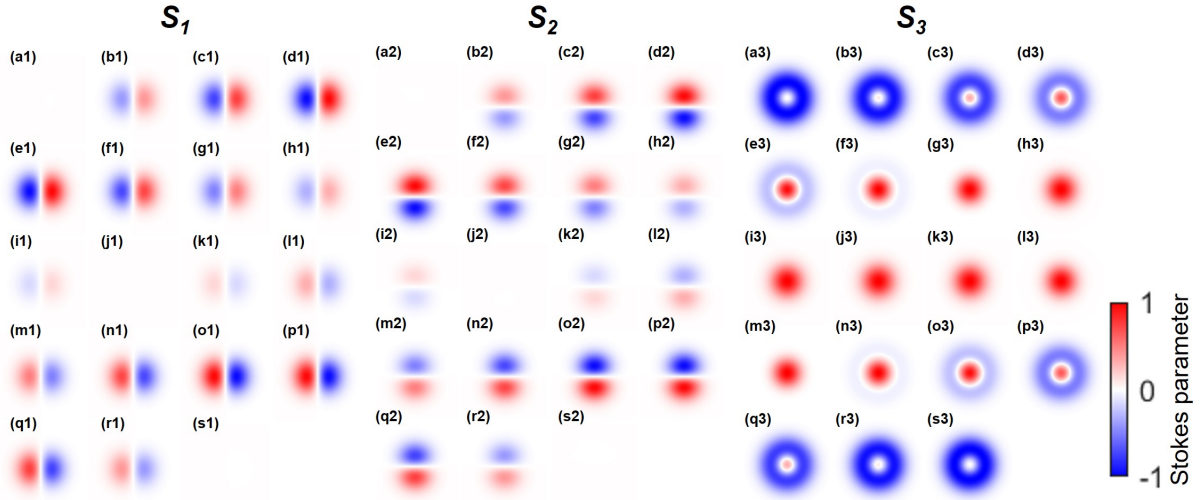 S1 S2 S3
(a1) (b1) (c1) (d1) (a2) (b2) (c2) (d2) (a3) (b3) (c3) (d3)
(e1) (f1) (g1) (h1) (e2) (f2) (g2) (h2) (e3) (f3) (g3) (h3)
(i1) (j1) (k1) (l1) (i2) (j2) (k2) (l2) (i3) (j3) (k3) (l3)
(m1) (n1) (o1) (p1) (m2) (n2) (o2) (p2) (m3) (n3) (o3) (p3)
(q1) (r1) (s1) (q2) (r2) (s2) (q3) (r3) (s3)
1
0
-1
Stokes parameter